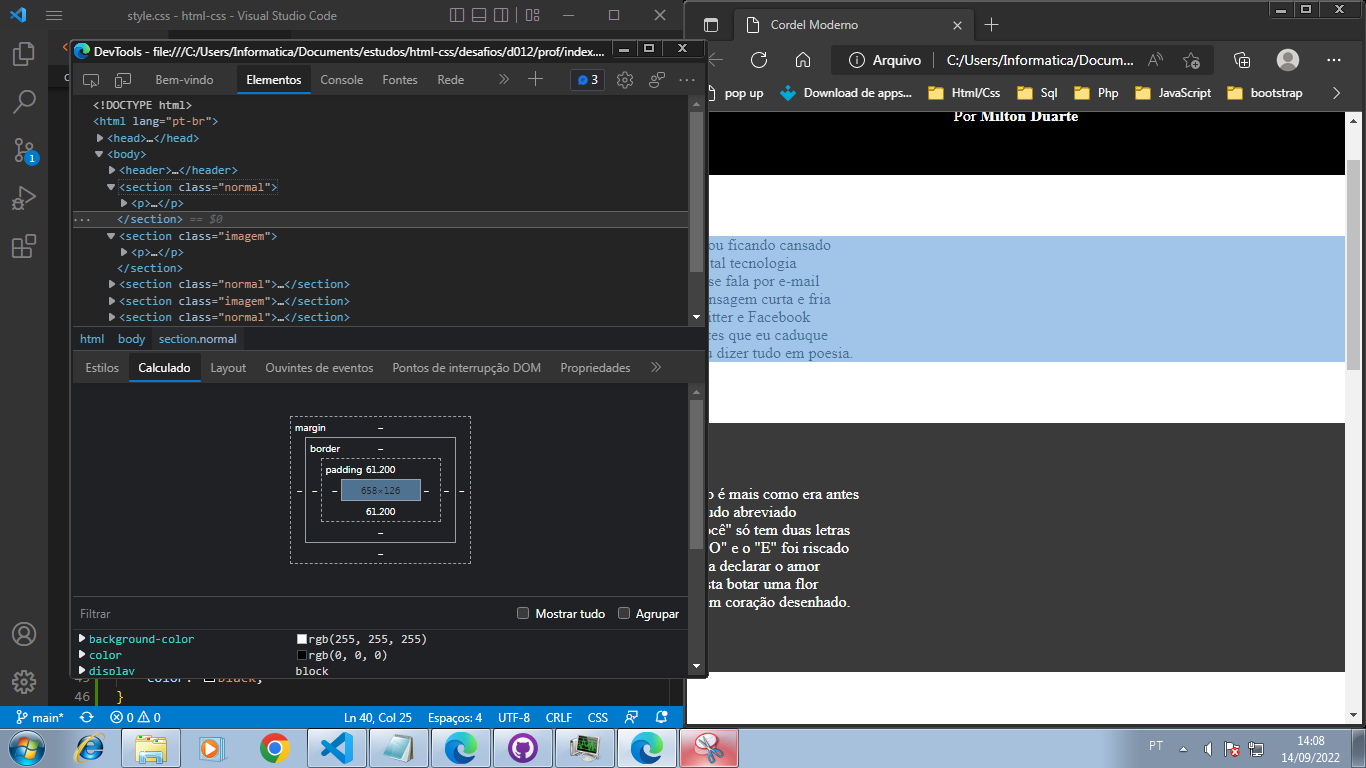 style.css - html-css - Visual Studio Code
DevTools - file:///C:/Users/Informatica/Documents/estudos/html-css/desafios/d012/prof/index....
Bem-vindo Elementos Console Fontes Rede 3
<!DOCTYPE html>
<html lang="pt-br">
<head>…</head>
<body>
<header>…</header>
<section class="normal">
<p>…</p>
</section> == $0
<section class="imagem">
<p>…</p>
</section>
<section class="normal">…</section>
<section class="imagem">…</section>
<section class="normal">…</section>
html body section.normal
Estilos Calculado Layout Ouvintes de eventos Pontos de interrupção DOM Propriedades
margin –
border –
padding 61.200
– – – 658×126 – – –
61.200
–
–
Filtrar Mostrar tudo Agrupar
background-color rgb(255, 255, 255)
color rgb(0, 0, 0)
display block
45 color: black;
46 }
1
main* 0 0 Ln 40, Col 25 Espaços: 4 UTF-8 CRLF CSS
Cordel Moderno
Arquivo C:/Users/Informatica/Docum...
pop up Download de apps... Html/Css Sql Php JavaScript bootstrap
Por Milton Duarte
ou ficando cansado
tal tecnologia
se fala por e-mail
nsagem curta e fria
itter e Facebook
tes que eu caduque
u dizer tudo em poesia.
o é mais como era antes
udo abreviado
ocê" só tem duas letras
O" e o "E" foi riscado
a declarar o amor
sta botar uma flor
m coração desenhado.
PT 14:08
14/09/2022